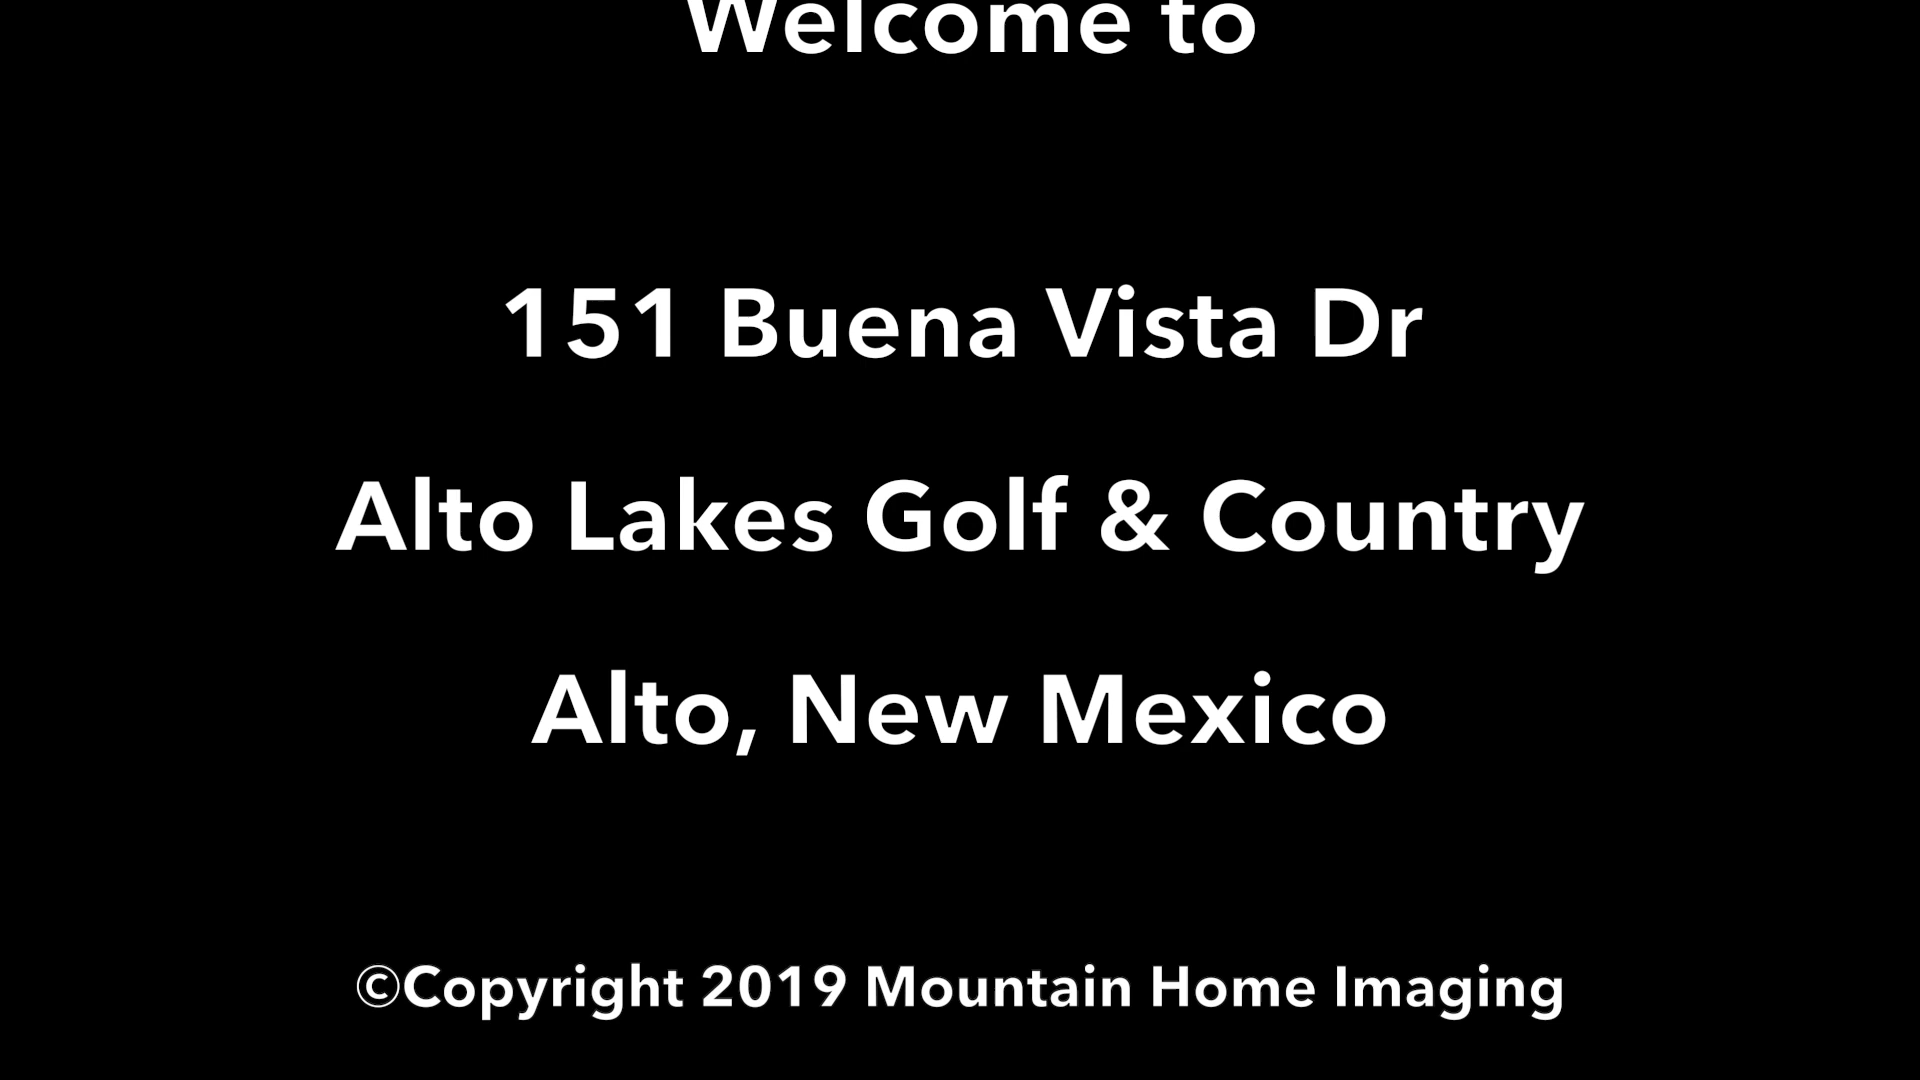 Welcome to
151 Buena Vista Dr
Alto Lakes Golf & Country
Alto, New Mexico
©Copyright 2019 Mountain Home Imaging